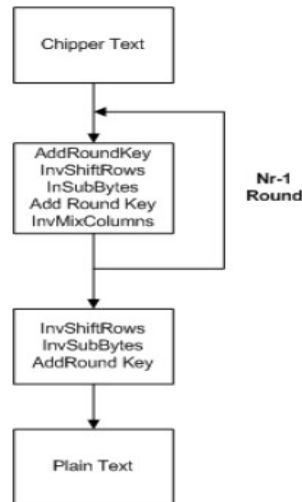 Chipper Text
AddRoundKey
InvShiftRows
InSubBytes
Add Round Key
InvMixColumns
Nr-1
Round
InvShiftRows
InvSubBytes
AddRound Key
Plain Text